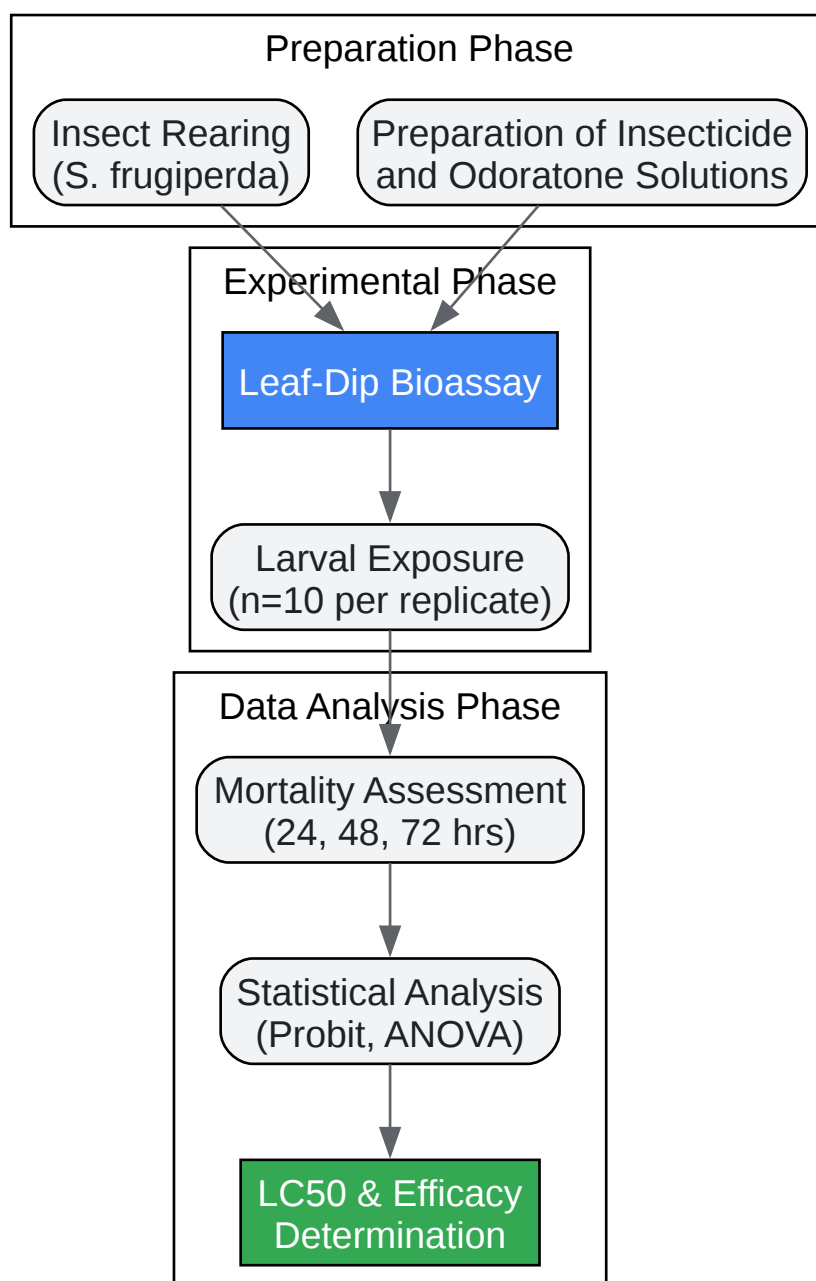 Preparation Phase
Insect Rearing
(S. frugiperda)
Preparation of Insecticide
and Odoratone Solutions
Experimental Phase
Leaf-Dip Bioassay
Larval Exposure
(n=10 per replicate)
Data Analysis Phase
Mortality Assessment
(24, 48, 72 hrs)
Statistical Analysis
(Probit, ANOVA)
LC50 & Efficacy
Determination